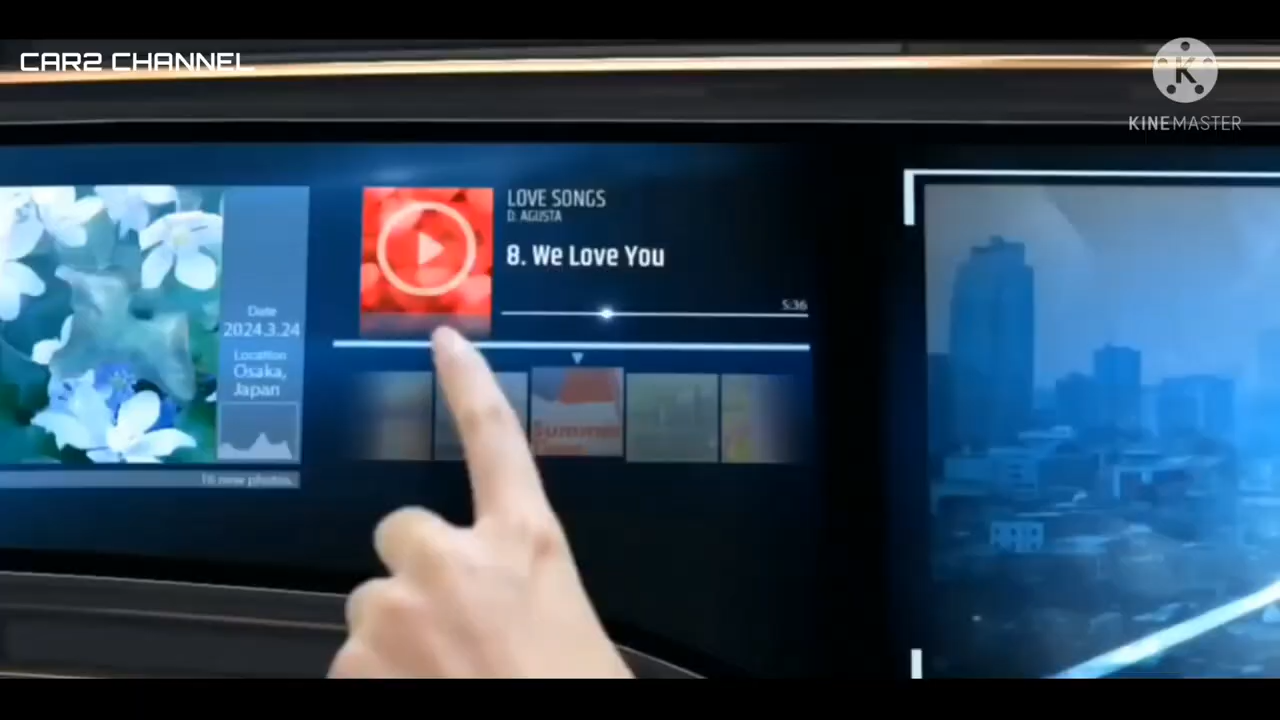 CAR2 CHANNEL
KINEMASTER
Date
2024.3.24
Location
Osaka,
Japan
16 new photos.
LOVE SONGS
D. AGUSTA
8. We Love You
5:36
Summer